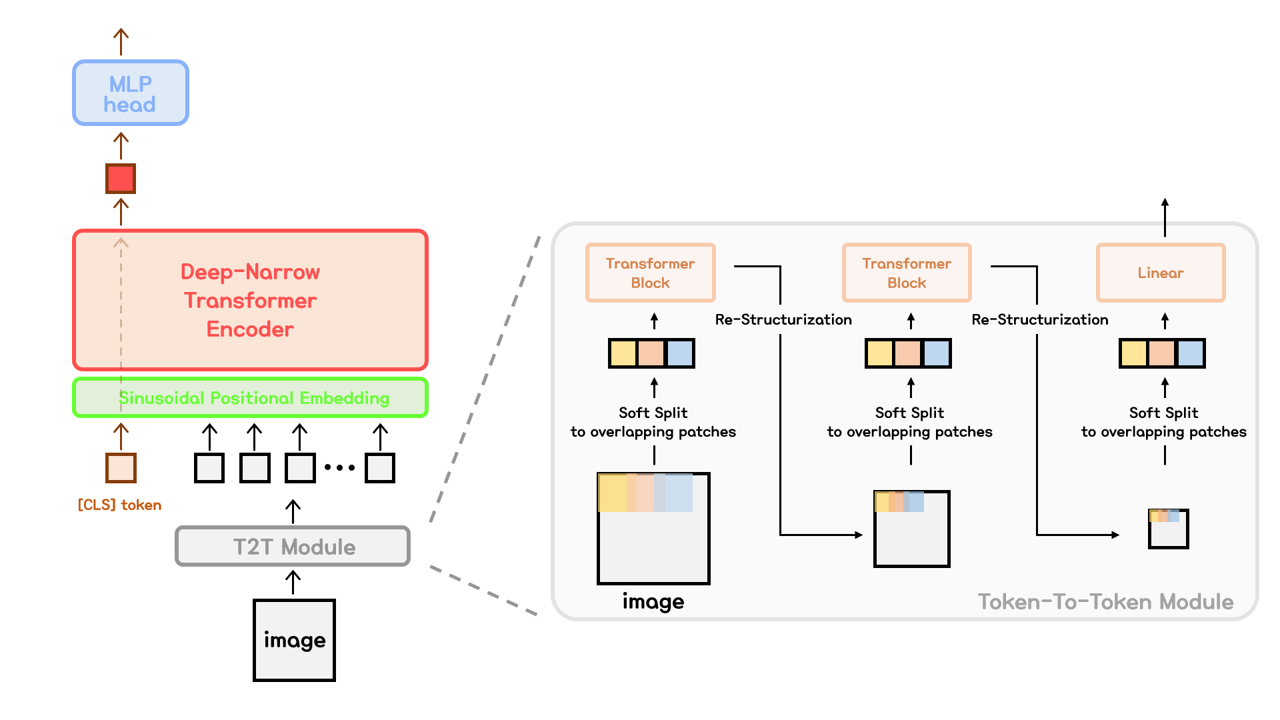 MLP
head
Deep-Narrow
Transformer
Encoder
Sinusoidal Positional Embedding
[CLS] token
T2T Module
image
Transformer
Block
Re-Structurization
Soft Split
to overlapping patches
image
Transformer
Block
Re-Structurization
Soft Split
to overlapping patches
Linear
Soft Split
to overlapping patches
Token-To-Token Module